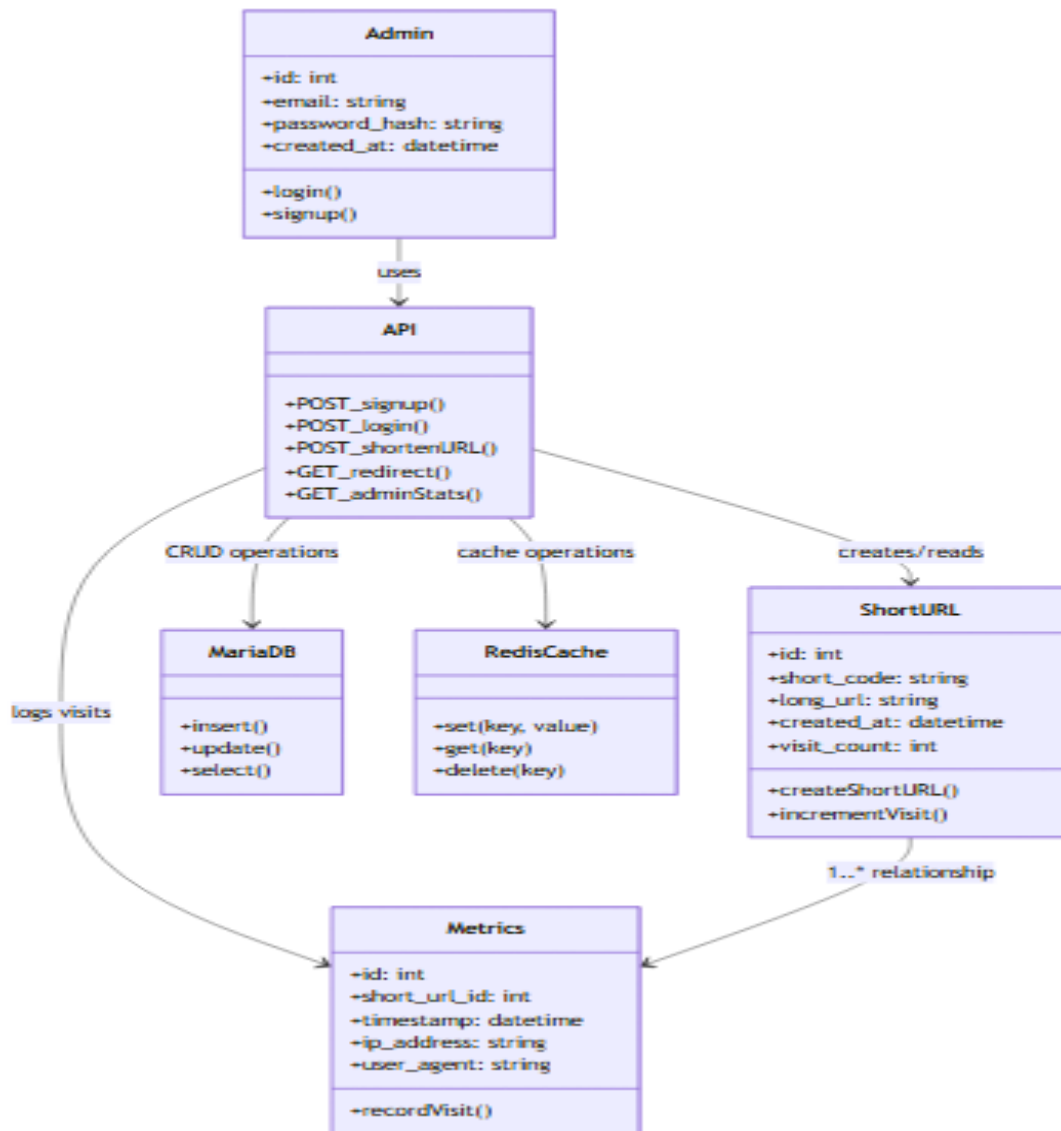 Admin
+id: int
+email: string
+password_hash: string
+created_at: datetime
+login()
+signup()
uses
API
+POST_signup()
+POST_login()
+POST_shortenURL()
+GET_redirect()
+GET_adminStats()
CRUD operations
cache operations
creates/reads
logs visits
MariaDB
+insert()
+update()
+select()
RedisCache
+set(key, value)
+get(key)
+delete(key)
ShortURL
+id: int
+short_code: string
+long_url: string
+created_at: datetime
+visit_count: int
+createShortURL()
+incrementVisit()
1..* relationship
Metrics
+id: int
+short_url_id: int
+timestamp: datetime
+ip_address: string
+user_agent: string
+recordVisit()